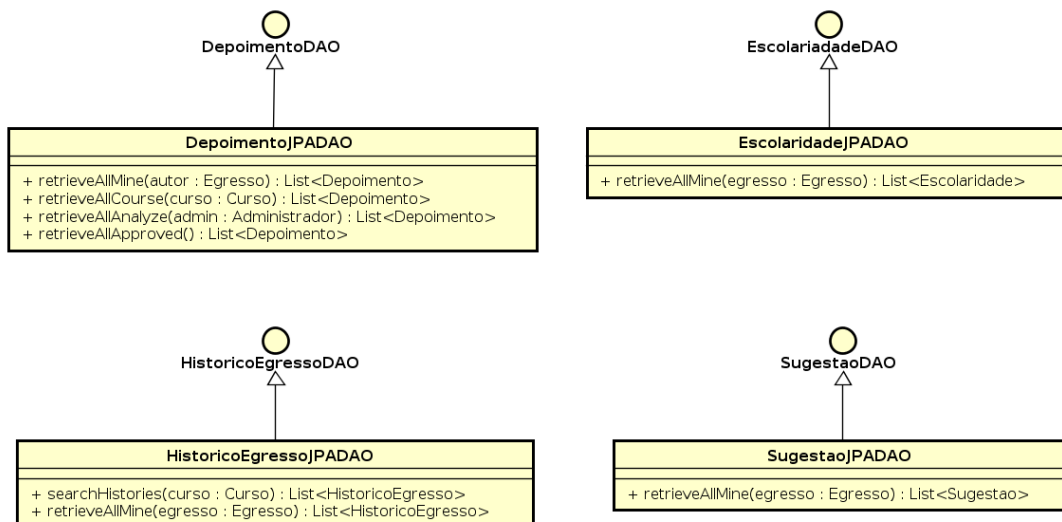 DepoimentoDAO
DepoimentoJPADAO
+ retrieveAllMine(autor : Egresso) : List<Depoimento>
+ retrieveAllCourse(curso : Curso) : List<Depoimento>
+ retrieveAllAnalyze(admin : Administrador) : List<Depoimento>
+ retrieveAllApproved() : List<Depoimento>
EscolariadadeDAO
EscolaridadeJPADAO
+ retrieveAllMine(egresso : Egresso) : List<Escolaridade>
HistoricoEgressoDAO
HistoricoEgressoJPADAO
+ searchHistories(curso : Curso) : List<HistoricoEgresso>
+ retrieveAllMine(egresso : Egresso) : List<HistoricoEgresso>
SugestaoDAO
SugestaoJPADAO
+ retrieveAllMine(egresso : Egresso) : List<Sugestao>